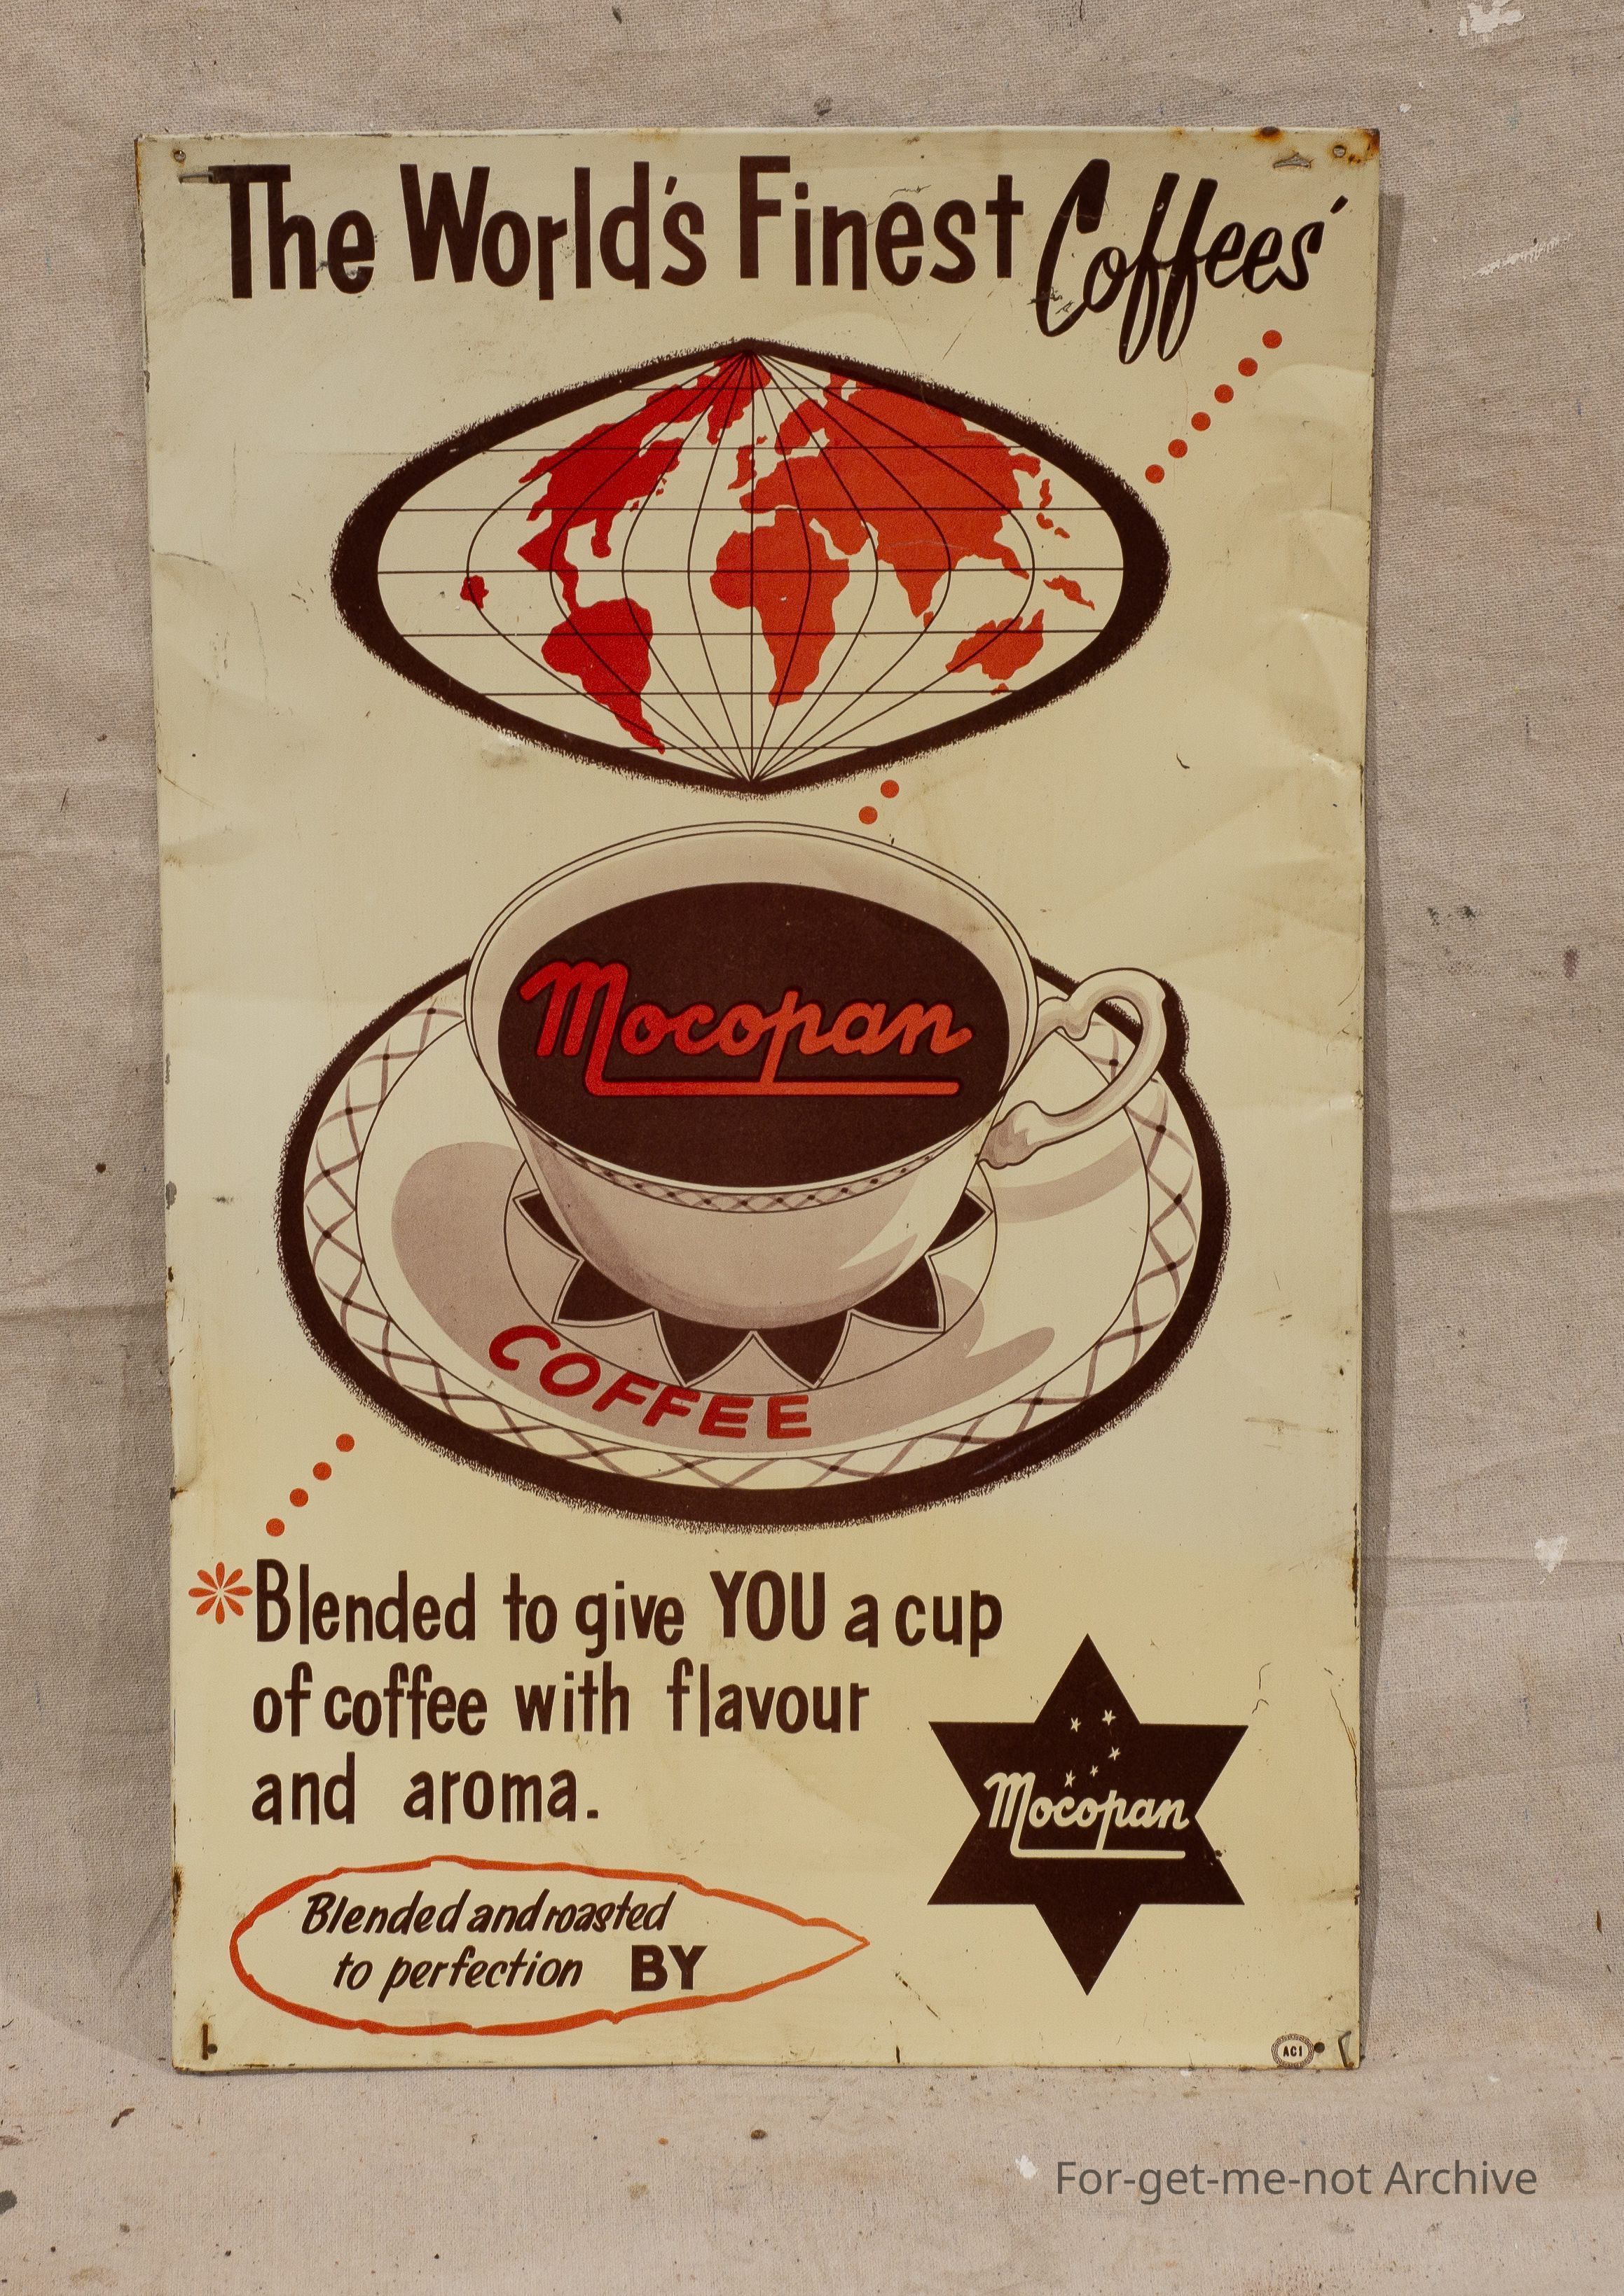 The World's Finest Coffees'
Mocopan
COFFEE
*Blended to give YOU a cup
of coffee with flavour
and aroma.
Mocopan
Blended and roasted
to perfection BY
ACI
For-get-me-not Archive